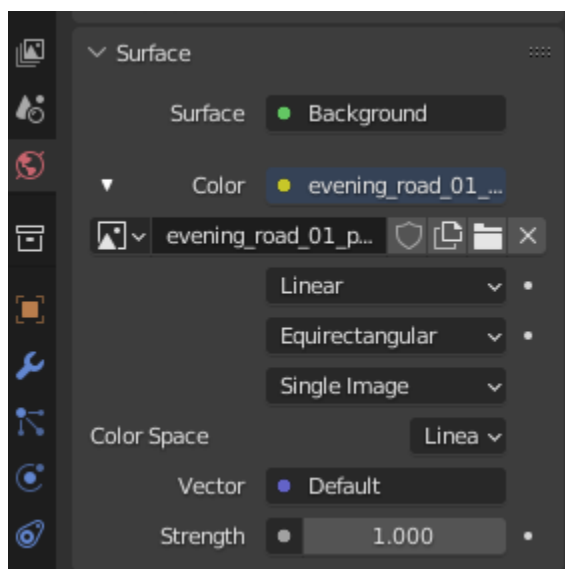 Surface
Surface Background
Color evening_road_01_...
evening_road_01_p...
Linear
Equirectangular
Single Image
Color Space Linea
Vector Default
Strength 1.000